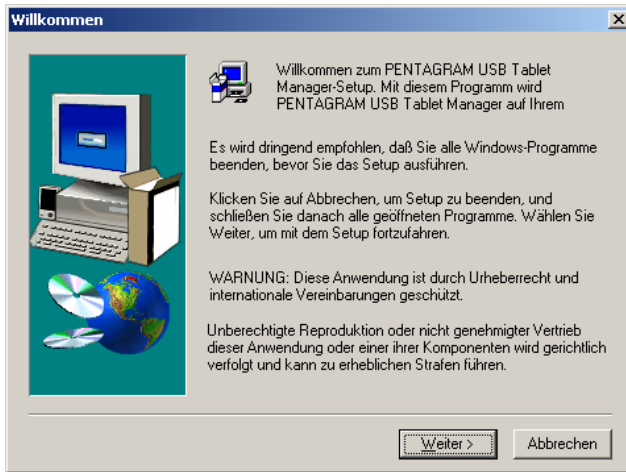 Willkommen
Willkommen zum PENTAGRAM USB Tablet
Manager-Setup. Mit diesem Programm wird
PENTAGRAM USB Tablet Manager auf Ihrem
Es wird dringend empfohlen, daß Sie alle Windows-Programme
beenden, bevor Sie das Setup ausführen.
Klicken Sie auf Abbrechen, um Setup zu beenden, und
schließen Sie danach alle geöffneten Programme. Wählen Sie
Weiter, um mit dem Setup fortzufahren.
WARNUNG: Diese Anwendung ist durch Urheberrecht und
internationale Vereinbarungen geschützt.
Unberechtigte Reproduktion oder nicht genehmigter Vertrieb
dieser Anwendung oder einer ihrer Komponenten wird gerichtlich
verfolgt und kann zu erheblichen Strafen führen.
Weiter >
Abbrechen